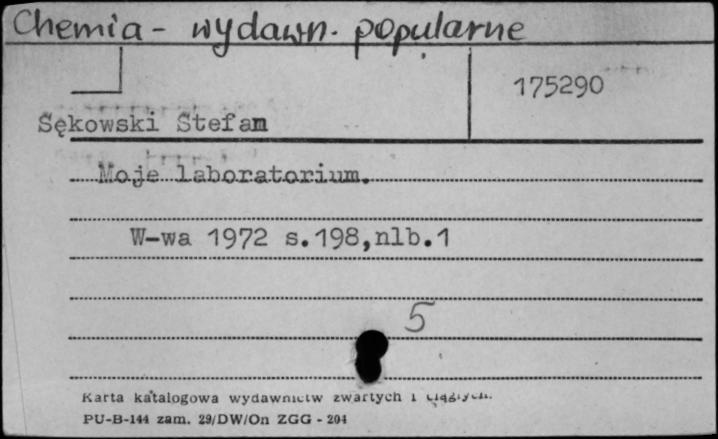 Chemia - wydawn. popularne
175290
Sękowski Stefan
Moje laboratorium.
W-wa 1972 s.198,nlb.1
5
Karta katalogowa wydawnictw zwartych i ciągłych.
PU-B-144 zam. 29/DW/On ZGG - 204